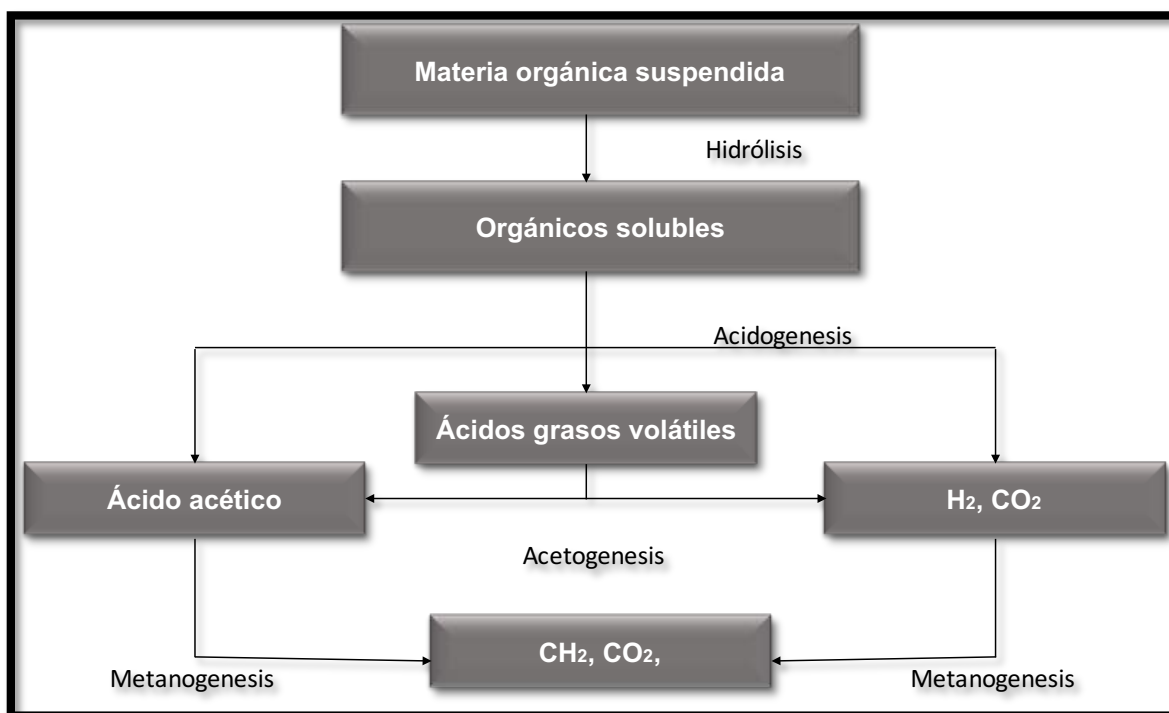 Materia orgánica suspendida
Hidrólisis
Orgánicos solubles
Acidogenesis
Ácidos grasos volátiles
Ácido acético
H₂, CO₂
Acetogenesis
CH₂, CO₂,
Metanogenesis
Metanogenesis